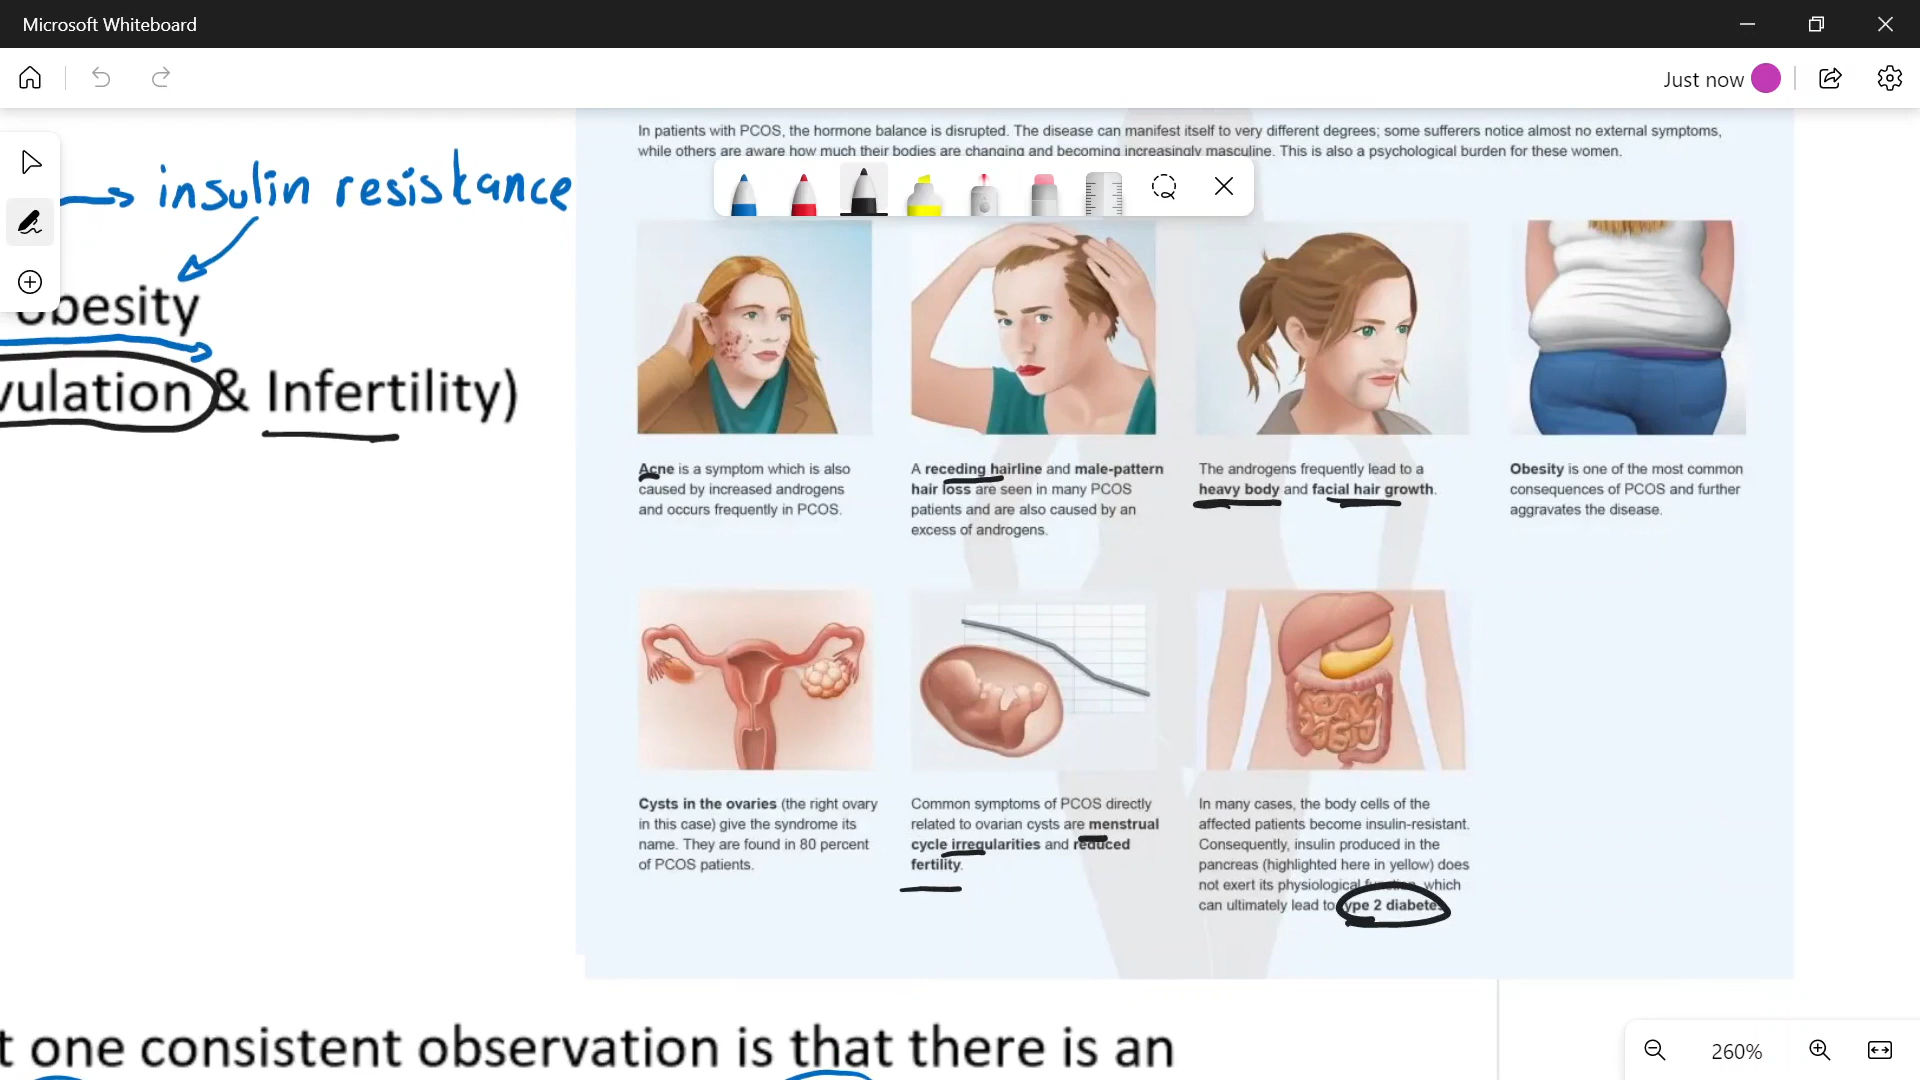 Microsoft Whiteboard
Just now
In patients with PCOS, the hormone balance is disrupted. The disease can manifest itself to very different degrees; some sufferers notice almost no external symptoms,
while others are aware how much their bodies are changing and becoming increasingly masculine. This is also a psychological burden for these women.
insulin resistance
obesity
vulation & Infertility)
Acne is a symptom which is also
caused by increased androgens
and occurs frequently in PCOS.
A receding hairline and male-pattern
hair loss are seen in many PCOS
patients and are also caused by an
excess of androgens.
The androgens frequently lead to a
heavy body and facial hair growth.
Obesity is one of the most common
consequences of PCOS and further
aggravates the disease.
Cysts in the ovaries (the right ovary
in this case) give the syndrome its
name. They are found in 80 percent
of PCOS patients.
Common symptoms of PCOS directly
related to ovarian cysts are menstrual
cycle irregularities and reduced
fertility.
In many cases, the body cells of the
affected patients become insulin-resistant.
Consequently, insulin produced in the
pancreas (highlighted here in yellow) does
not exert its physiological function, which
can ultimately lead to type 2 diabetes
t one consistent observation is that there is an
260%